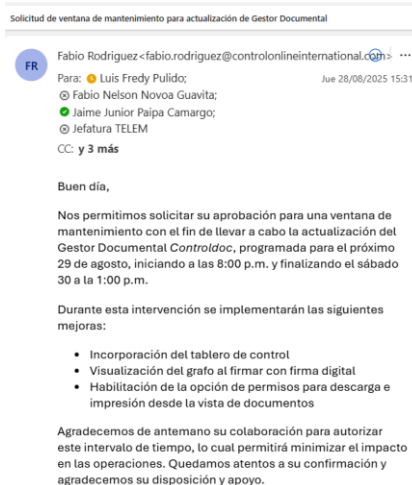 Solicitud de ventana de mantenimiento para actualización de Gestor Documental
FR
Fabio Rodriguez<fabio.rodriguez@controlonlineinternational.com>
Para: Luis Fredy Pulido;
Jue 28/08/2025 15:31
Fabio Nelson Novoa Guavita;
Jaime Junior Paipa Camargo;
Jefatura TELEM
CC: y 3 más
Buen día,
Nos permitimos solicitar su aprobación para una ventana de
mantenimiento con el fin de llevar a cabo la actualización del
Gestor Documental Controldoc, programada para el próximo
29 de agosto, iniciando a las 8:00 p.m. y finalizando el sábado
30 a la 1:00 p.m.
Durante esta intervención se implementarán las siguientes
mejoras:
• Incorporación del tablero de control
• Visualización del grafo al firmar con firma digital
• Habilitación de la opción de permisos para descarga e
impresión desde la vista de documentos
Agradecemos de antemano su colaboración para autorizar
este intervalo de tiempo, lo cual permitirá minimizar el impacto
en las operaciones. Quedamos atentos a su confirmación y
agradecemos su disposición y apoyo.